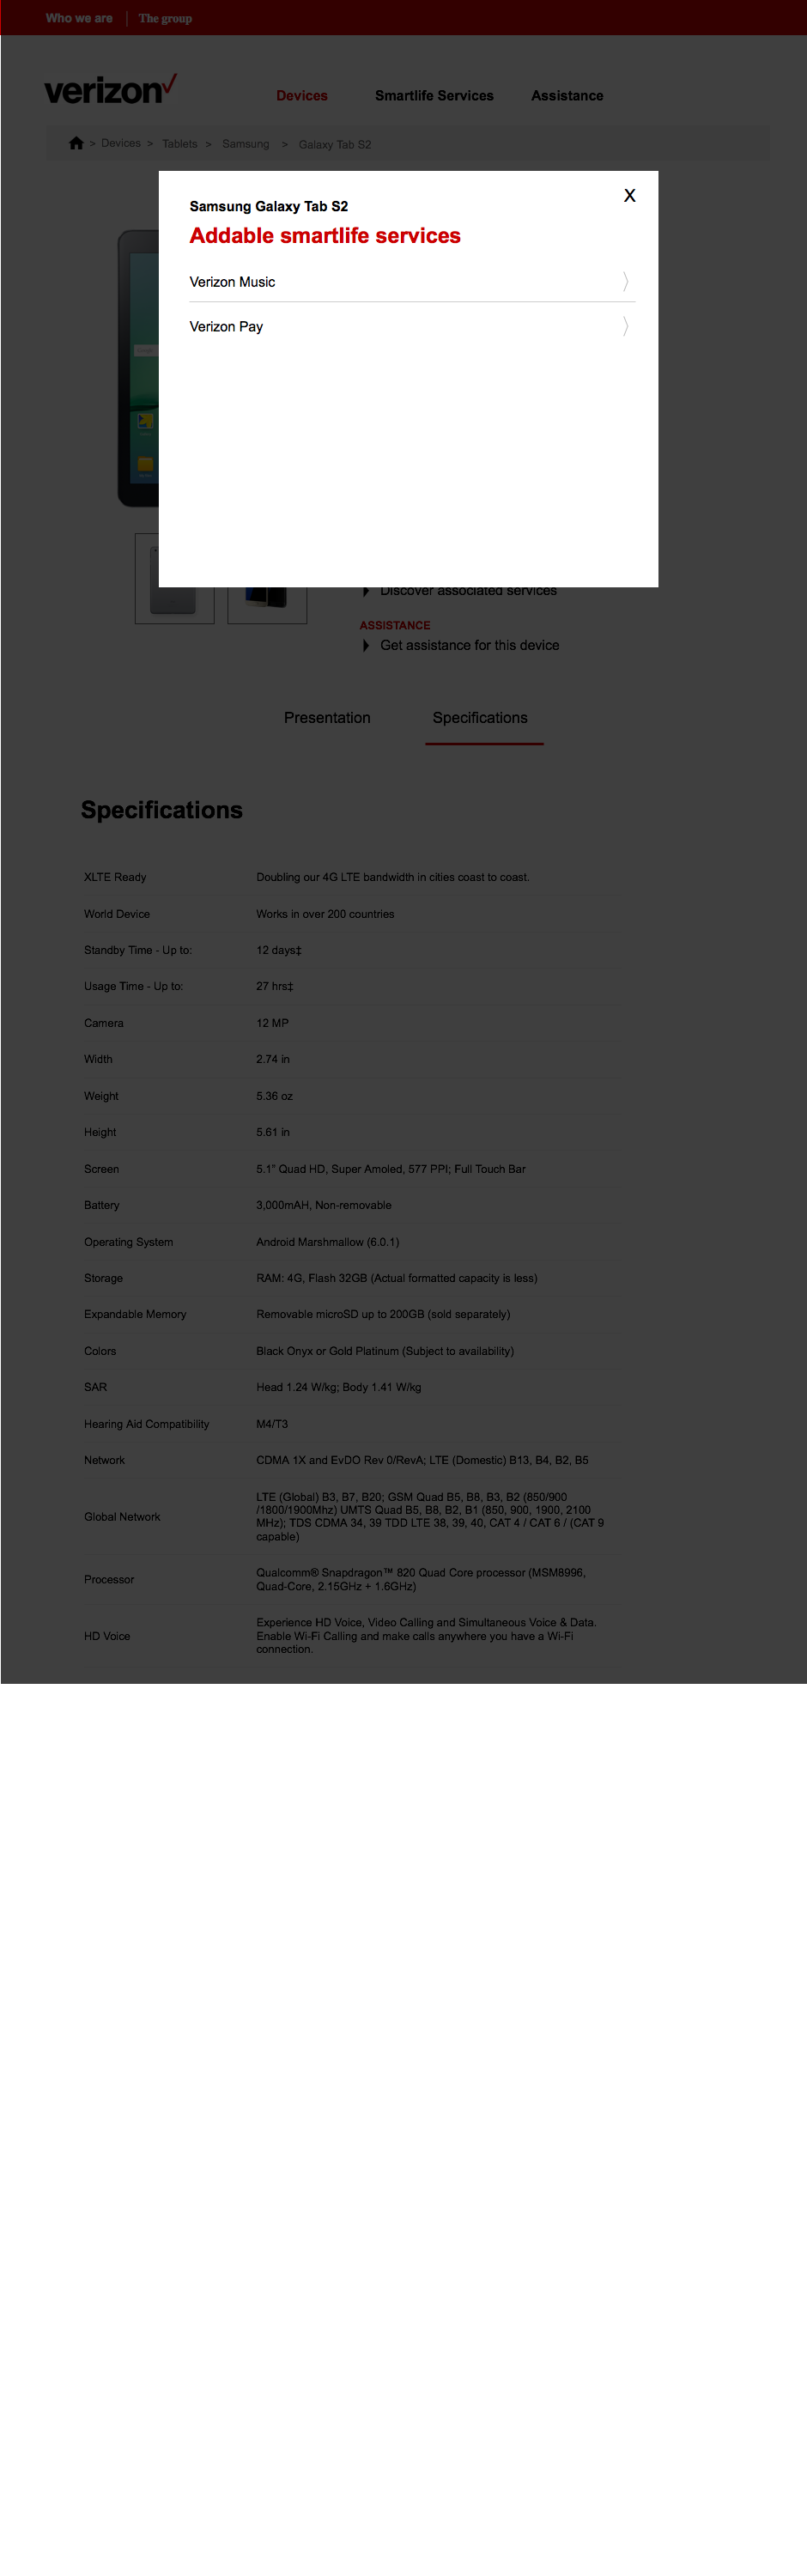 Who we are | The group
verizon
Devices Smartlife Services Assistance
> Devices > Tablets > Samsung > Galaxy Tab S2
X
Samsung Galaxy Tab S2
Addable smartlife services
Verizon Music
Verizon Pay
Discover associated services
ASSISTANCE
Get assistance for this device
Presentation Specifications
Specifications
XLTE Ready Doubling our 4G LTE bandwidth in cities coast to coast.
World Device Works in over 200 countries
Standby Time - Up to: 12 days‡
Usage Time - Up to: 27 hrs‡
Camera 12 MP
Width 2.74 in
Weight 5.36 oz
Height 5.61 in
Screen 5.1" Quad HD, Super Amoled, 577 PPI; Full Touch Bar
Battery 3,000mAH, Non-removable
Operating System Android Marshmallow (6.0.1)
Storage RAM: 4G, Flash 32GB (Actual formatted capacity is less)
Expandable Memory Removable microSD up to 200GB (sold separately)
Colors Black Onyx or Gold Platinum (Subject to availability)
SAR Head 1.24 W/kg; Body 1.41 W/kg
Hearing Aid Compatibility M4/T3
Network CDMA 1X and EvDO Rev 0/RevA; LTE (Domestic) B13, B4, B2, B5
Global Network LTE (Global) B3, B7, B20; GSM Quad B5, B8, B3, B2 (850/900
/1800/1900Mhz) UMTS Quad B5, B8, B2, B1 (850, 900, 1900, 2100
MHz); TDS CDMA 34, 39 TDD LTE 38, 39, 40, CAT 4 / CAT 6 / (CAT 9
capable)
Processor Qualcomm® Snapdragon™ 820 Quad Core processor (MSM8996,
Quad-Core, 2.15GHz + 1.6GHz)
HD Voice Experience HD Voice, Video Calling and Simultaneous Voice & Data.
Enable Wi-Fi Calling and make calls anywhere you have a Wi-Fi
connection.